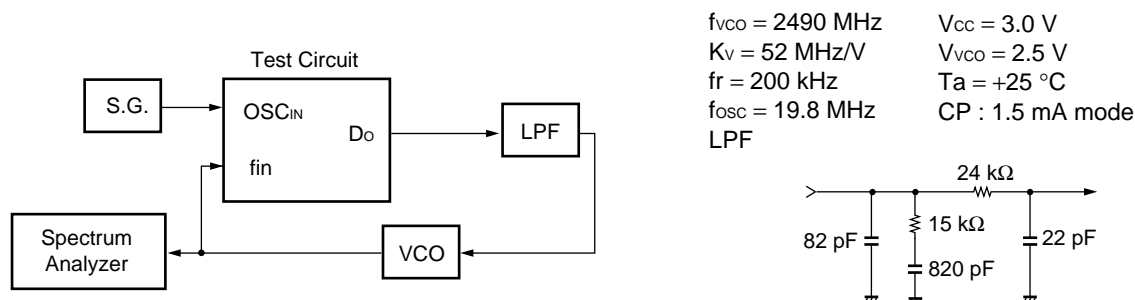 Test Circuit
S.G.
OSCIN
DO
fin
LPF
VCO
Spectrum
Analyzer
fVCO = 2490 MHz
KV = 52 MHz/V
fr = 200 kHz
fOSC = 19.8 MHz
LPF
VCC = 3.0 V
VVCO = 2.5 V
Ta = +25 °C
CP : 1.5 mA mode
24 kΩ
15 kΩ
82 pF
22 pF
820 pF